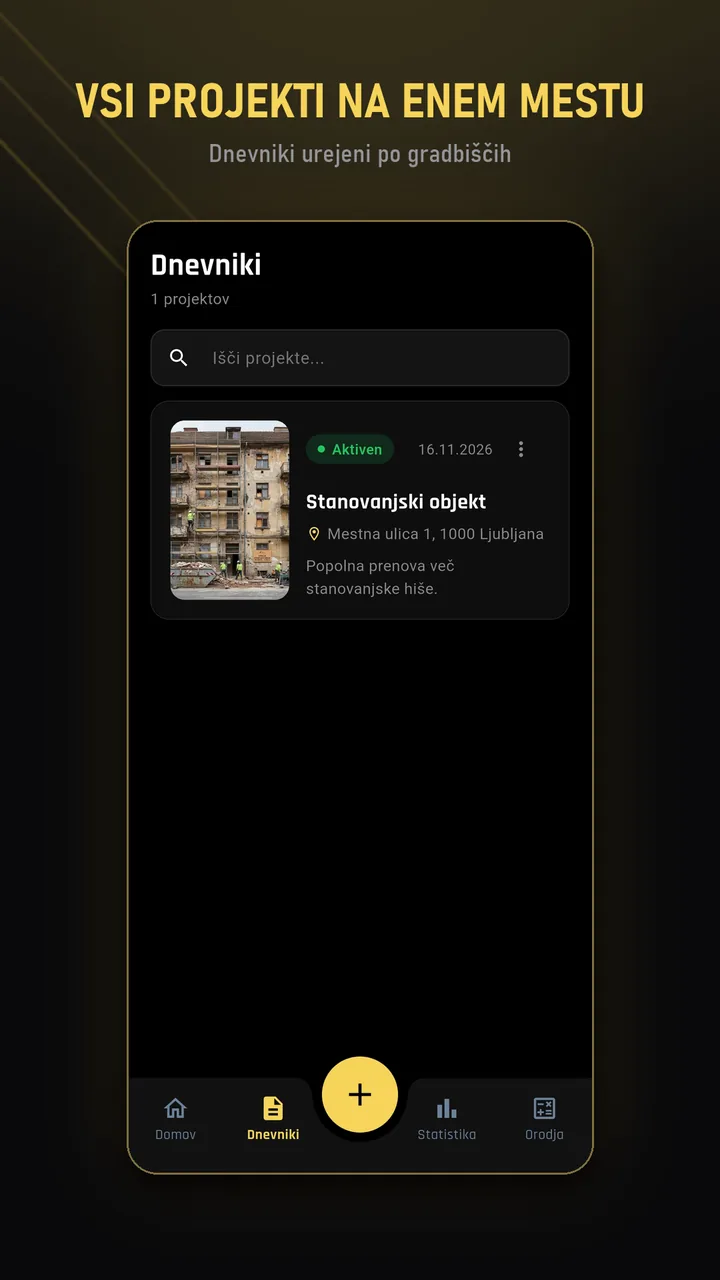 VSI PROJEKTI NA ENEM MESTU
Dnevniki urejeni po gradbiščih
Dnevniki
1 projektov
Išči projekte...
Aktiven 16.11.2026
Stanovanjski objekt
Mestna ulica 1, 1000 Ljubljana
Popolna prenova več
stanovanjske hiše.
Domov Dnevniki Statistika Orodja